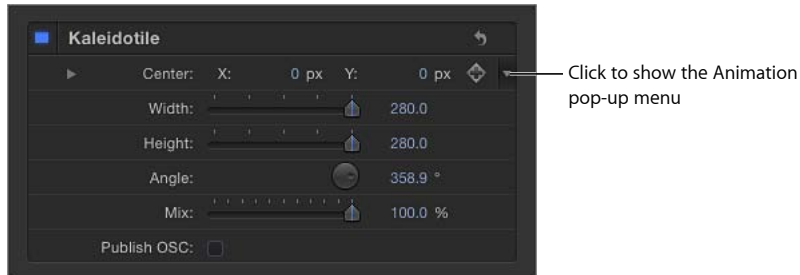 Kaleidotile
Center: X: 0 px Y: 0 px
Click to show the Animation
pop-up menu
Width: 280.0
Height: 280.0
Angle: 358.9 °
Mix: 100.0 %
Publish OSC: